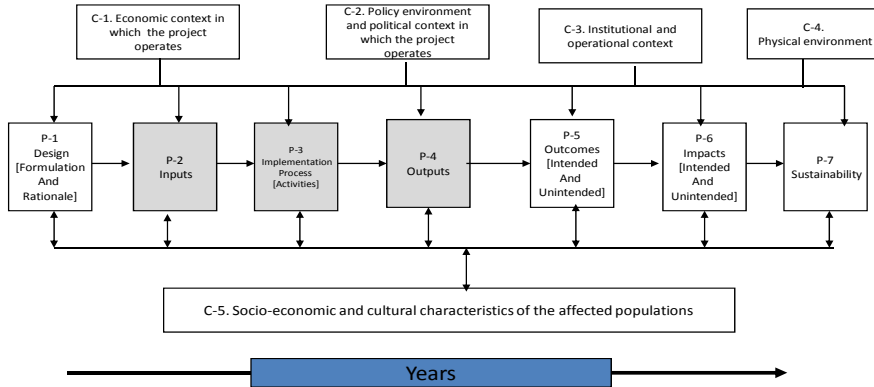 C-1. Economic context in
which the project
operates
C-2. Policy environment
and political context in
which the project
operates
C-3. Institutional and
operational context
C-4.
Physical environment
P-1
Design
[Formulation
And
Rationale]
P-2
Inputs
P-3
Implementation
Process
[Activities]
P-4
Outputs
P-5
Outcomes
[Intended
And
Unintended]
P-6
Impacts
[Intended
And
Unintended]
P-7
Sustainability
C-5. Socio-economic and cultural characteristics of the affected populations
Years